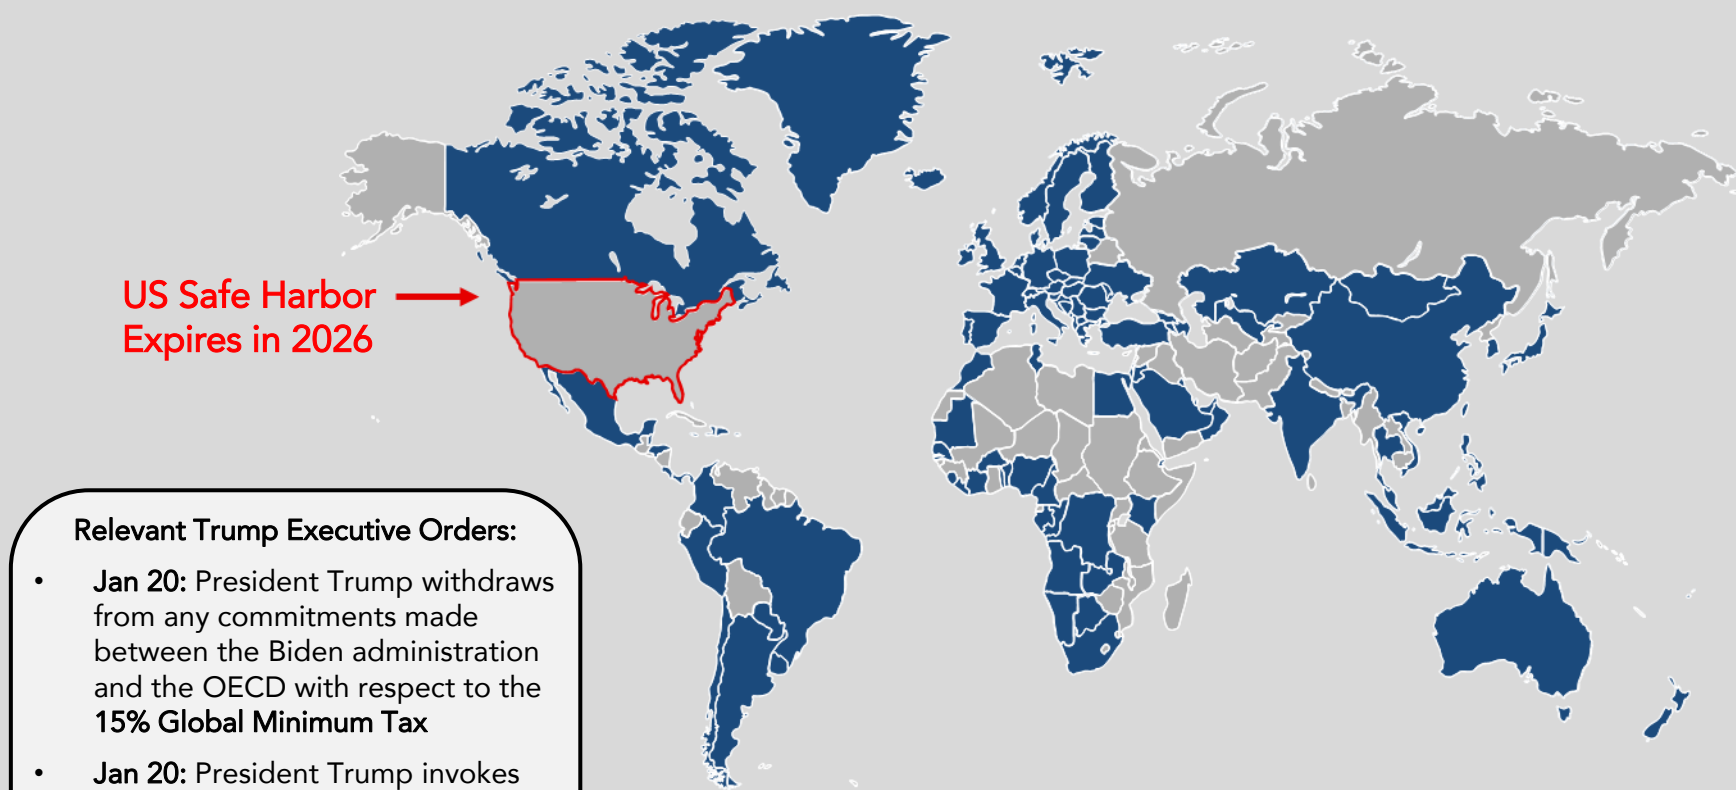 US Safe Harbor
Expires in 2026
Relevant Trump Executive Orders:
• Jan 20: President Trump withdraws
from any commitments made
between the Biden administration
and the OECD with respect to the
15% Global Minimum Tax
• Jan 20: President Trump invokes